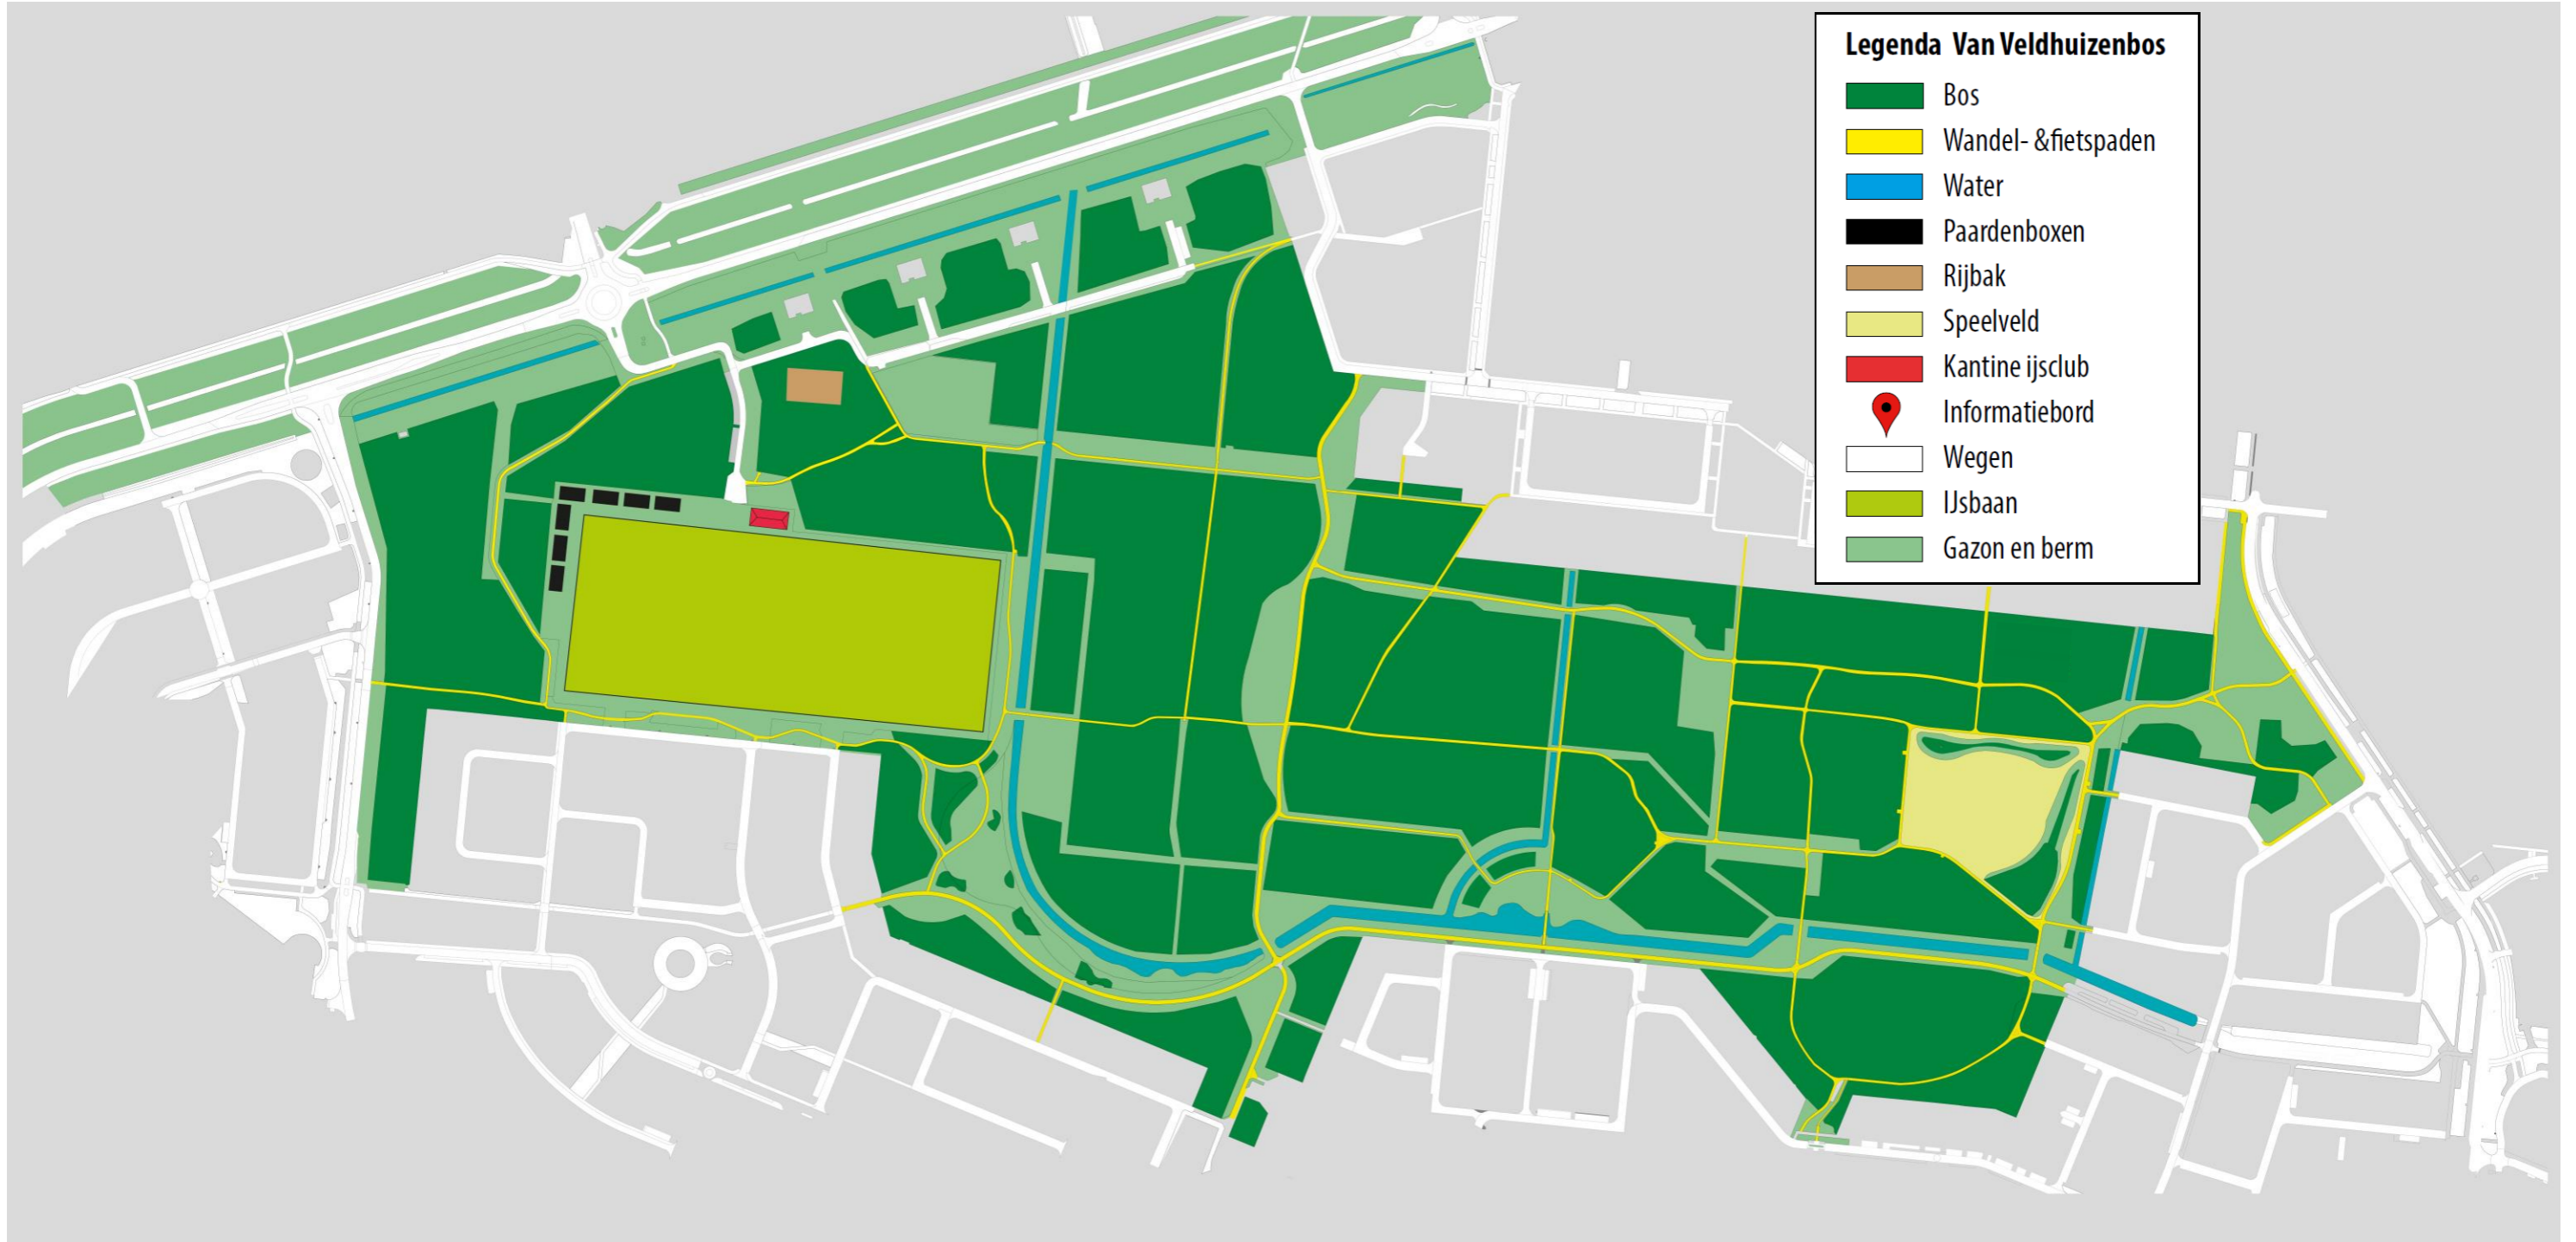 Legenda Van Veldhuizenbos
Bos
Wandel- &fietspaden
Water
Paardenboxen
Rijbak
Speelveld
Kantine ijsclub
Informatiebord
Wegen
IJsbaan
Gazon en berm